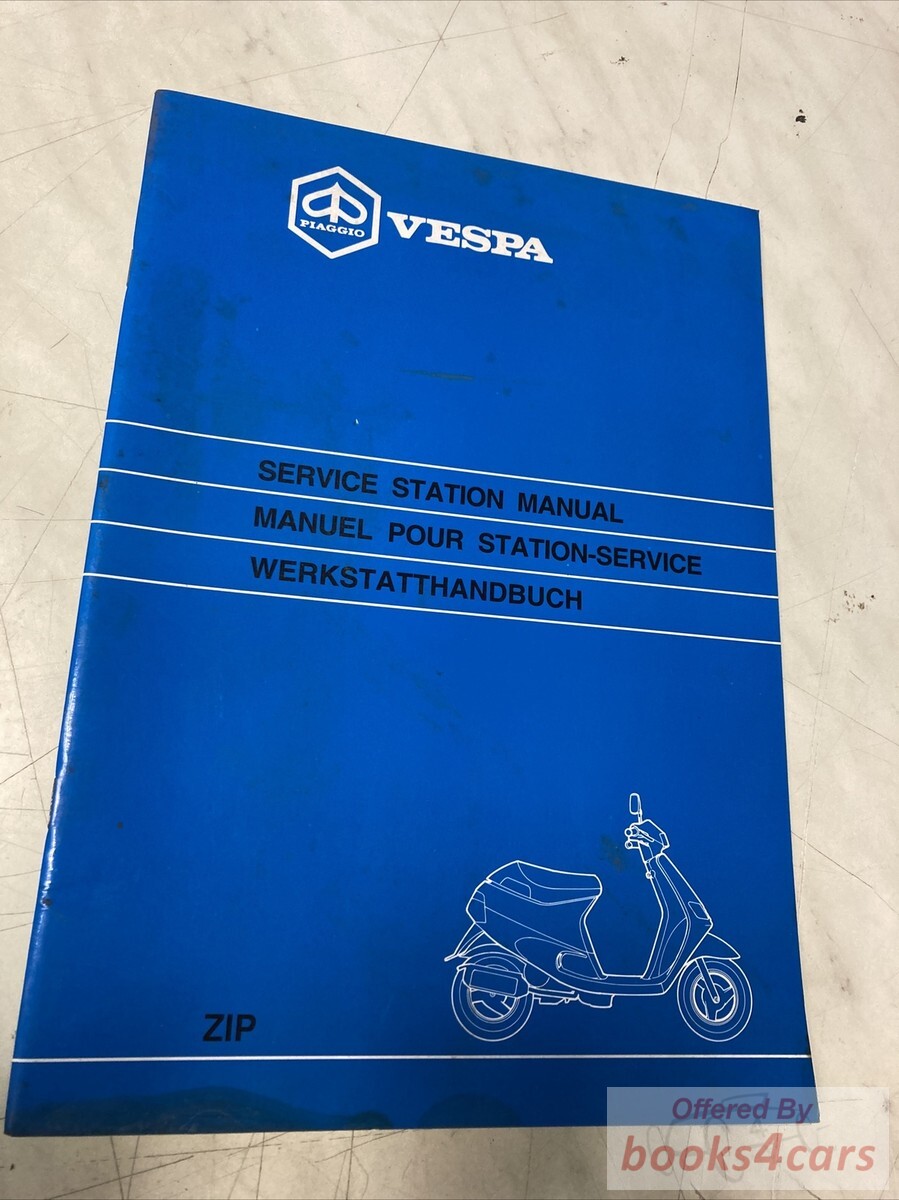 PIAGGIO
VESPA
SERVICE STATION MANUAL
MANUEL POUR STATION-SERVICE
WERKSTATTHANDBUCH
ZIP
Offered By
books4cars